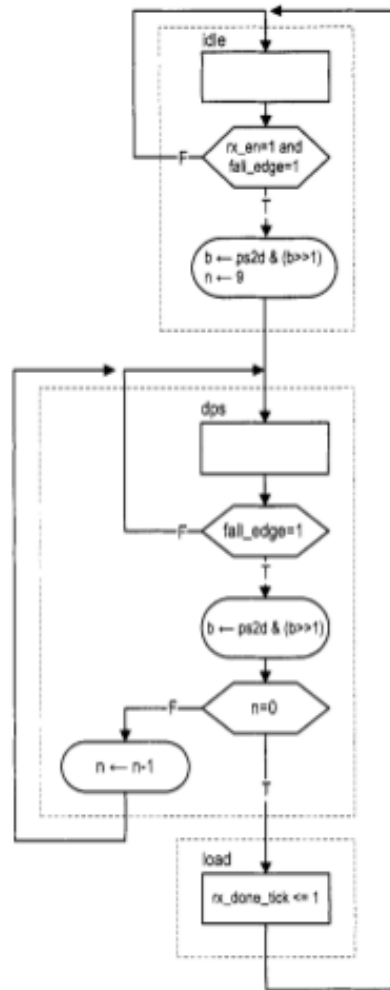 idle
rx_en=1 and
fall_edge=1
F
T
b ← ps2d & (b>>1)
n ← 9
dps
fall_edge=1
F
T
b ← ps2d & (b>>1)
n=0
F
n ← n-1
T
load
rx_done_tick <= 1